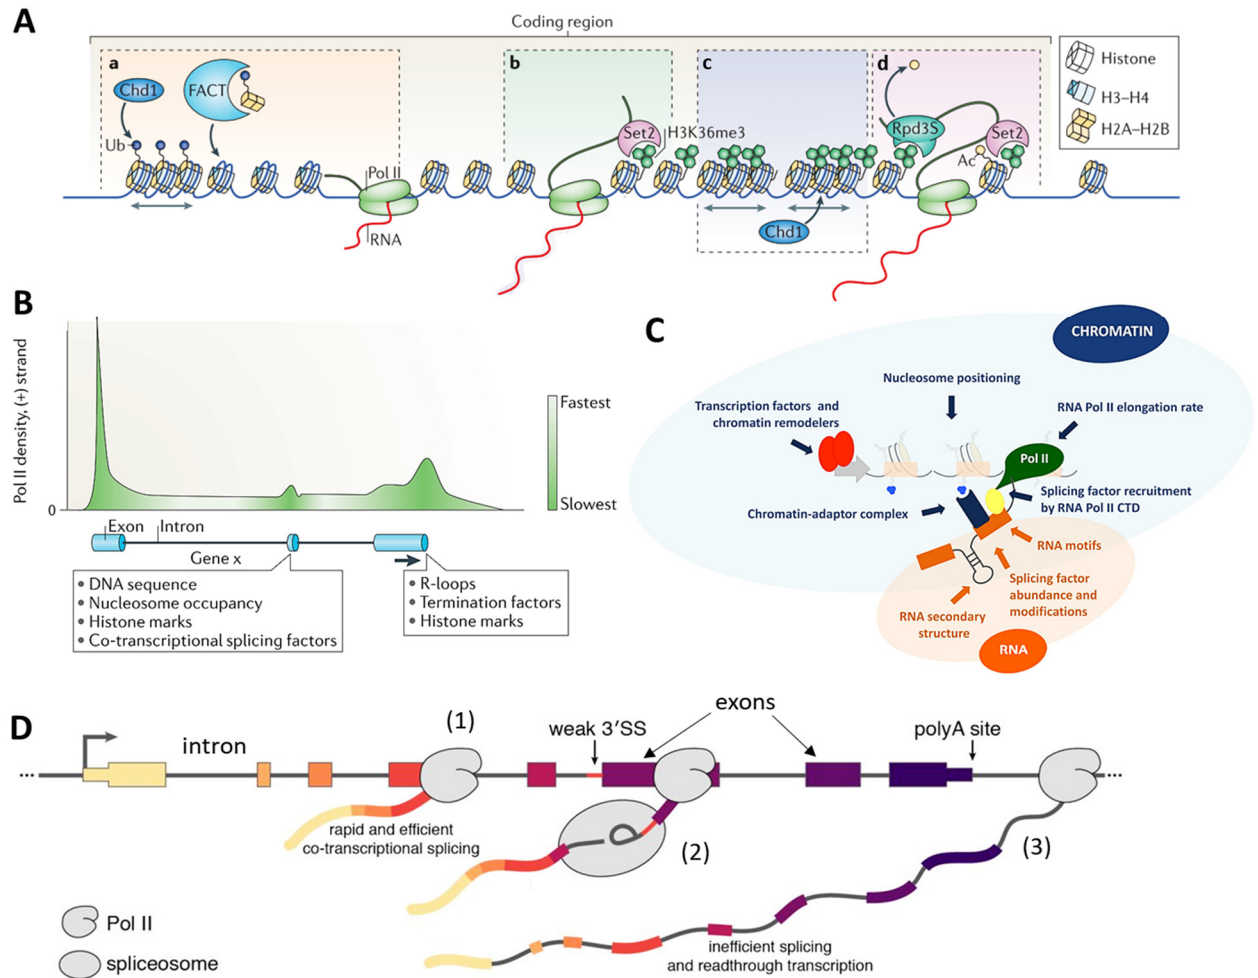 A
Coding region
a
b
c
d
Chd1
FACT
Ub
Pol II
RNA
Set2
H3K36me3
Chd1
Rpd3S
Set2
Ac
Histone
H3–H4
H2A–H2B
B
Pol II density, (+) strand
0
Fastest
Slowest
Exon
Intron
Gene x
• DNA sequence
• Nucleosome occupancy
• Histone marks
• Co-transcriptional splicing factors
• R-loops
• Termination factors
• Histone marks
C
CHROMATIN
Nucleosome positioning
Transcription factors and
chromatin remodelers
RNA Pol II elongation rate
Pol II
Chromatin-adaptor complex
Splicing factor recruitment
by RNA Pol II CTD
RNA motifs
Splicing factor
abundance and
modifications
RNA secondary
structure
RNA
D
intron
(1)
weak 3′SS
exons
polyA site
rapid and efficient
co-transcriptional splicing
(2)
(3)
inefficient splicing
and readthrough transcription
Pol II
spliceosome